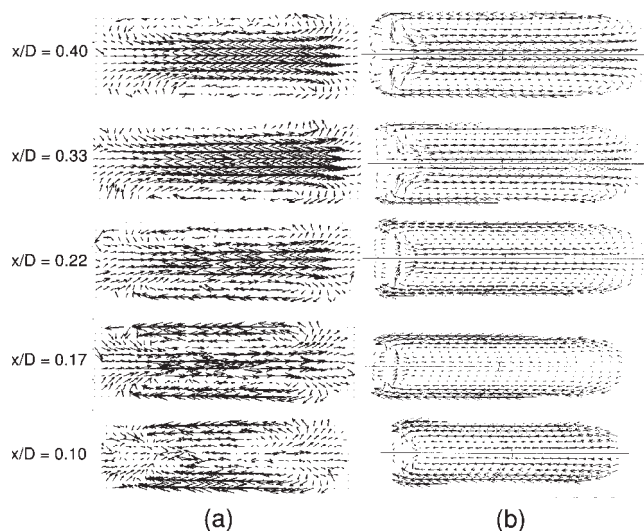 x/D = 0.40
x/D = 0.33
x/D = 0.22
x/D = 0.17
x/D = 0.10
(a)
(b)